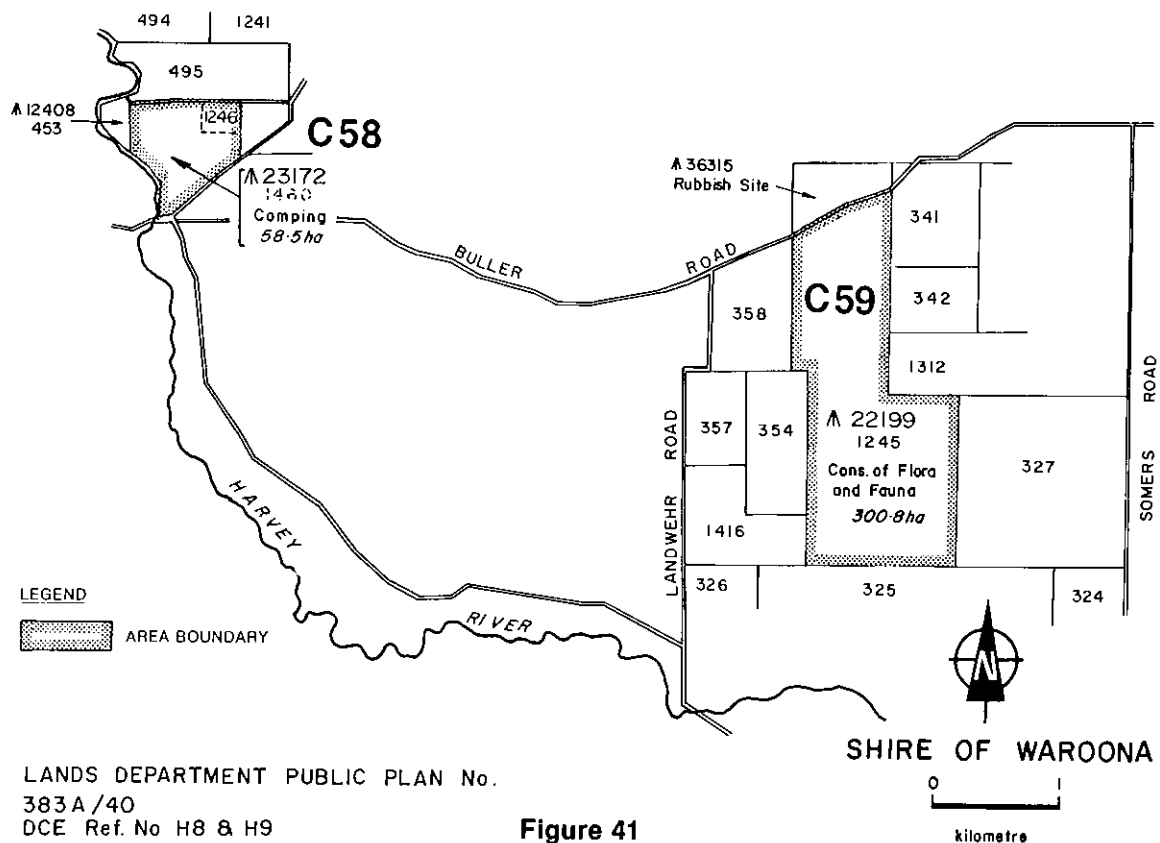 494
1241
495
12408
453
1246
C58
23172
1460
Camping
58·5ha
36315
Rubbish Site
BULLER ROAD
341
342
358
C59
1312
LANDWEHR ROAD
357
354
22199
1245
Cons. of Flora
and Fauna
300·8ha
327
SOMERS ROAD
1416
326
325
324
HARVEY RIVER
LEGEND
AREA BOUNDARY
N
SHIRE OF WAROONA
0 1
kilometre
LANDS DEPARTMENT PUBLIC PLAN No.
383A/40
DCE Ref. No H8 & H9
Figure 41